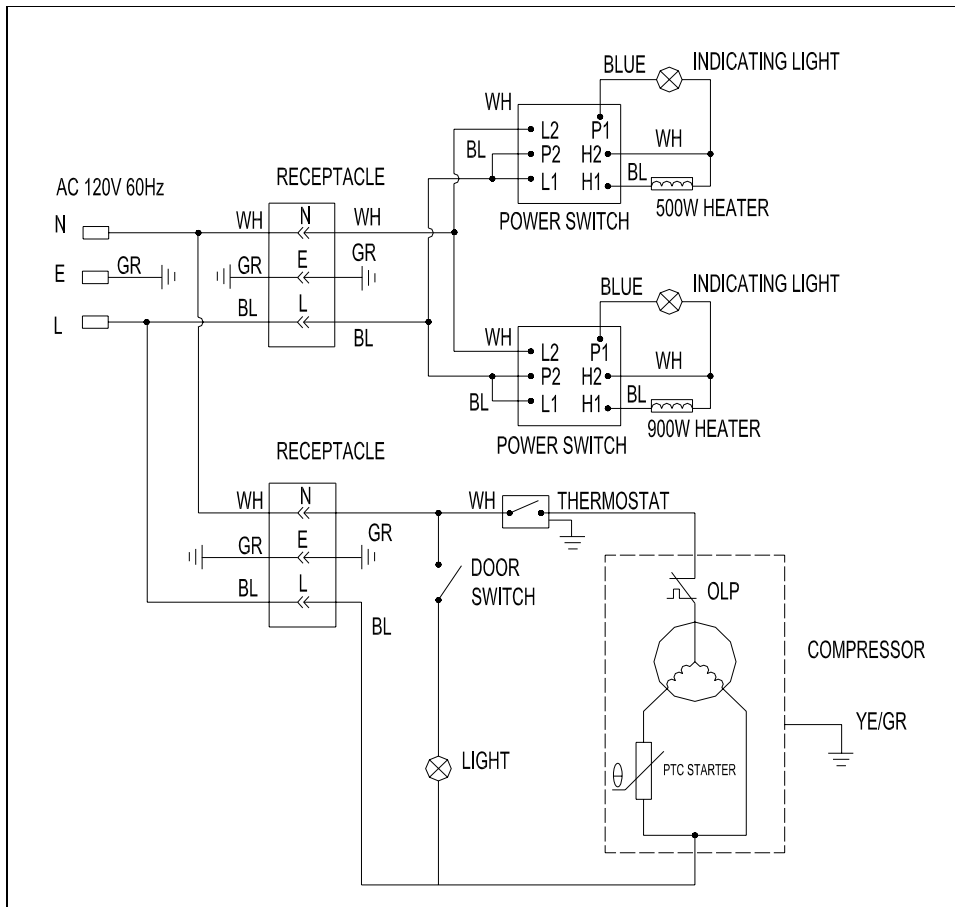 BLUE
INDICATING LIGHT
WH
L2
P1
BL
P2
H2
WH
L1
H1
BL
500W HEATER
POWER SWITCH
RECEPTACLE
AC 120V 60Hz
N
WH
N
WH
E
GR
GR
E
GR
L
BL
L
BL
BLUE
INDICATING LIGHT
WH
L2
P1
P2
H2
WH
BL
L1
H1
BL
900W HEATER
POWER SWITCH
RECEPTACLE
WH
N
WH
THERMOSTAT
GR
E
GR
BL
L
BL
DOOR
SWITCH
OLP
COMPRESSOR
YE/GR
LIGHT
θ
PTC STARTER